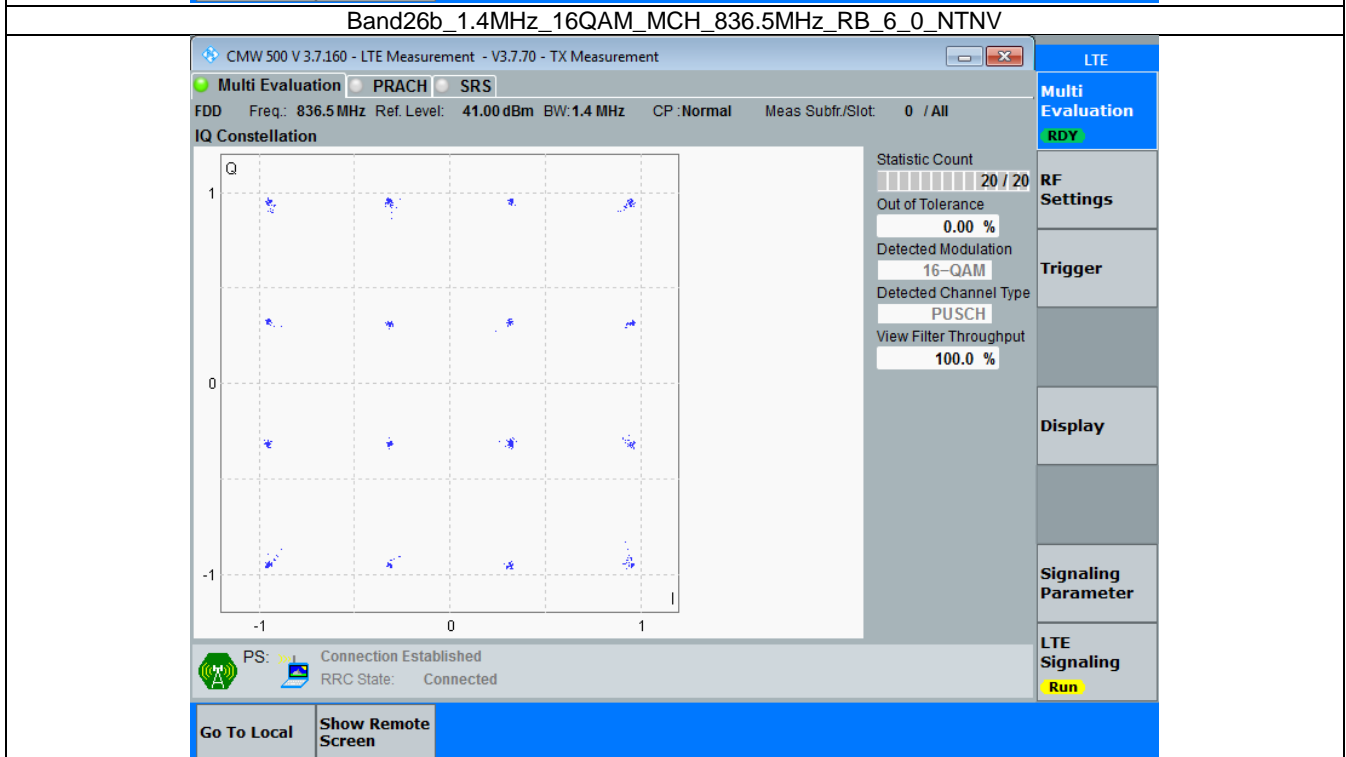 Band26b_1.4MHz_16QAM_MCH_836.5MHz_RB_6_0_NTNV
CMW 500 V 3.7.160 - LTE Measurement - V3.7.70 - TX Measurement
LTE
Multi Evaluation PRACH SRS
FDD Freq.: 836.5 MHz Ref. Level: 41.00 dBm BW: 1.4 MHz CP : Normal Meas Subfr./Slot: 0 / All
IQ Constellation
Q
1
0
-1
I
-1 0 1
Statistic Count
20 / 20
Out of Tolerance
0.00 %
Detected Modulation
16-QAM
Detected Channel Type
PUSCH
View Filter Throughput
100.0 %
Multi
Evaluation
RDY
RF
Settings
Trigger
Display
Signaling
Parameter
LTE
Signaling
Run
PS:
Connection Established
RRC State: Connected
Go To Local
Show Remote
Screen